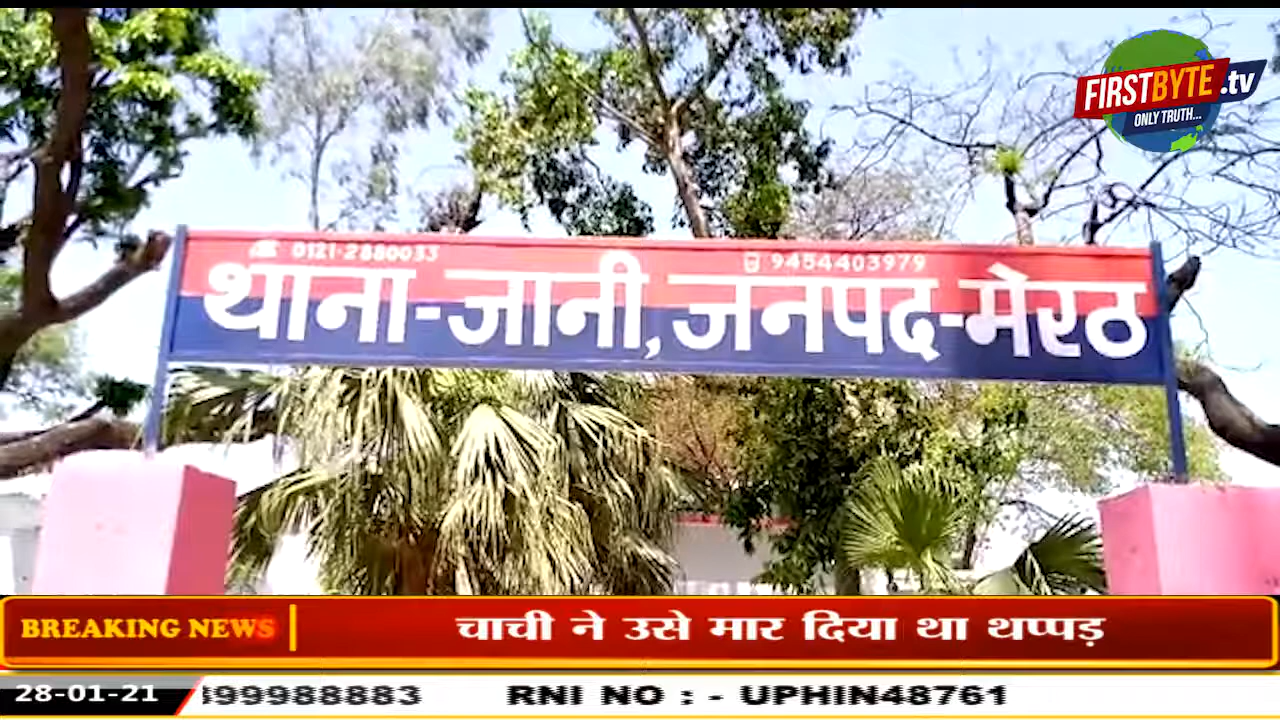 FIRSTBYTE.tv
ONLY TRUTH...
0121-2880033 9454403979
थाना-जानी, जनपद-मेरठ
BREAKING NEWS चाची ने उसे मार दिया था थप्पड़
28-01-21 99988883 RNI NO : - UPHIN48761